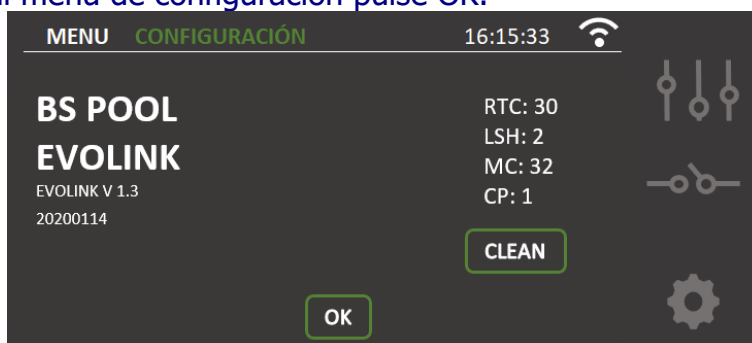 menú de configuración pulse OK.
MENU CONFIGURACIÓN 16:15:33
BS POOL
EVOLINK
EVOLINK V 1.3
20200114
RTC: 30
LSH: 2
MC: 32
CP: 1
CLEAN
OK